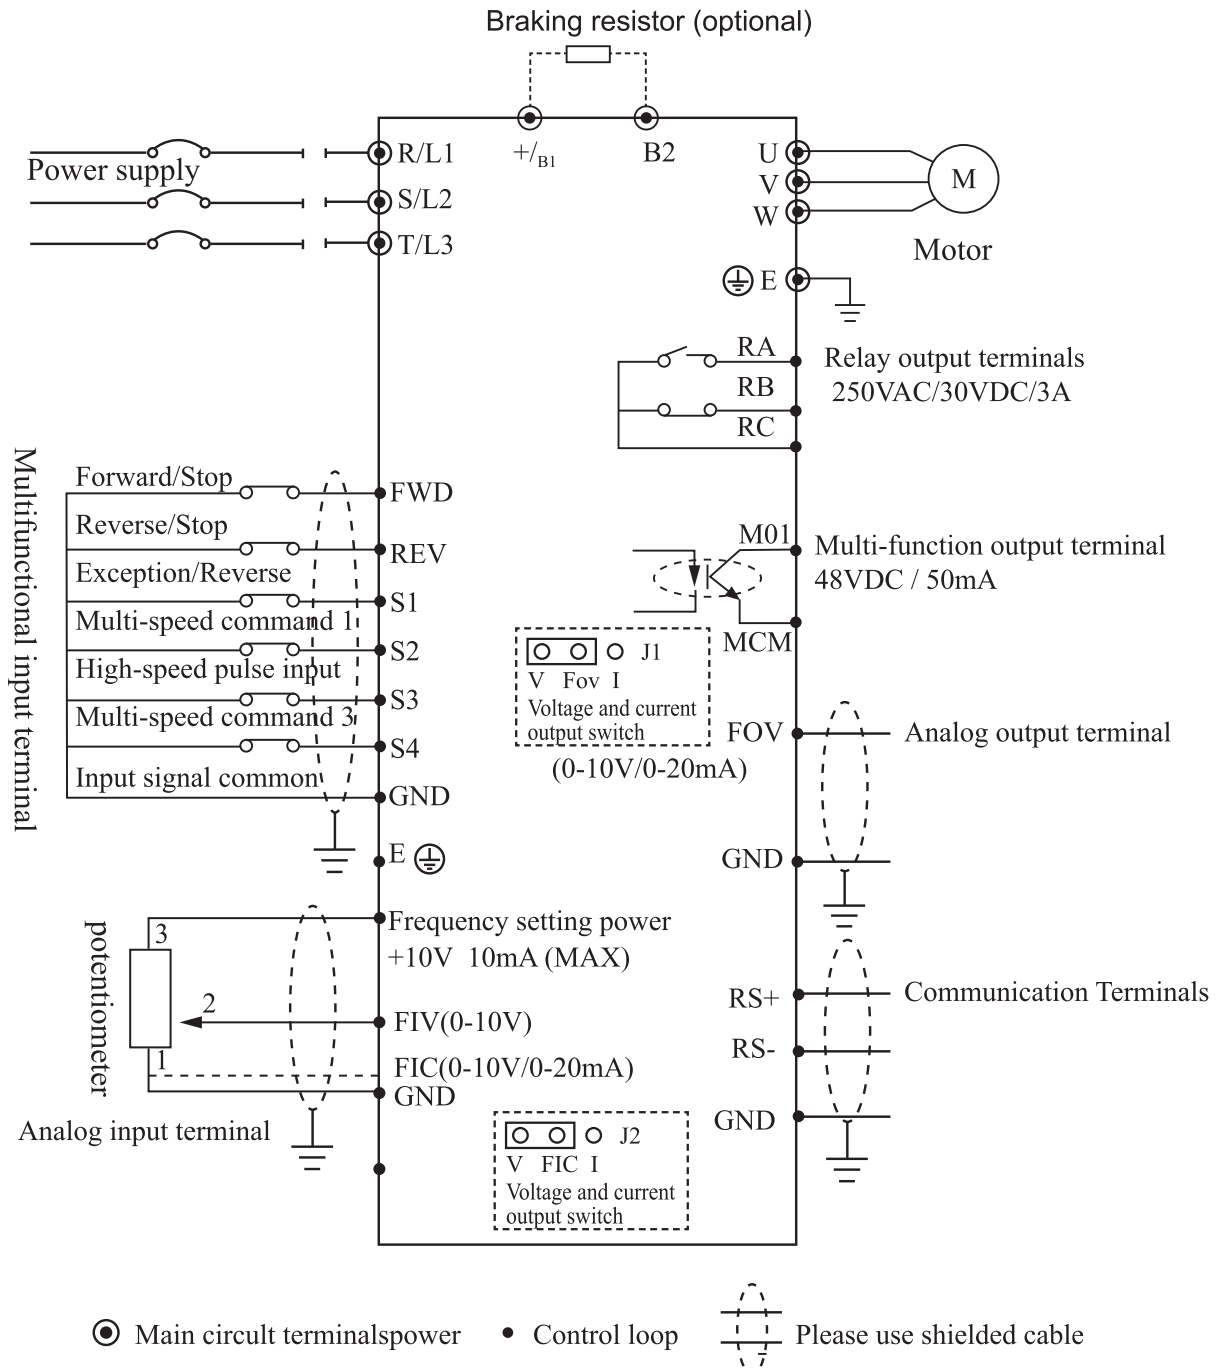 Braking resistor (optional)
+/B1
B2
Power supply
R/L1
S/L2
T/L3
U
V
W
M
Motor
E
RA
RB
RC
Relay output terminals
250VAC/30VDC/3A
Multifunctional input terminal
Forward/Stop
FWD
Reverse/Stop
REV
Exception/Reverse
S1
Multi-speed command 1
S2
High-speed pulse input
S3
Multi-speed command 3
S4
Input signal common
GND
E
M01
MCM
Multi-function output terminal
48VDC / 50mA
J1
V Fov I
Voltage and current
output switch
(0-10V/0-20mA)
FOV
Analog output terminal
GND
potentiometer
3
2
1
Frequency setting power
+10V 10mA (MAX)
FIV(0-10V)
FIC(0-10V/0-20mA)
GND
Analog input terminal
RS+
Communication Terminals
RS-
GND
J2
V FIC I
Voltage and current
output switch
Main circult terminalspower
Control loop
Please use shielded cable